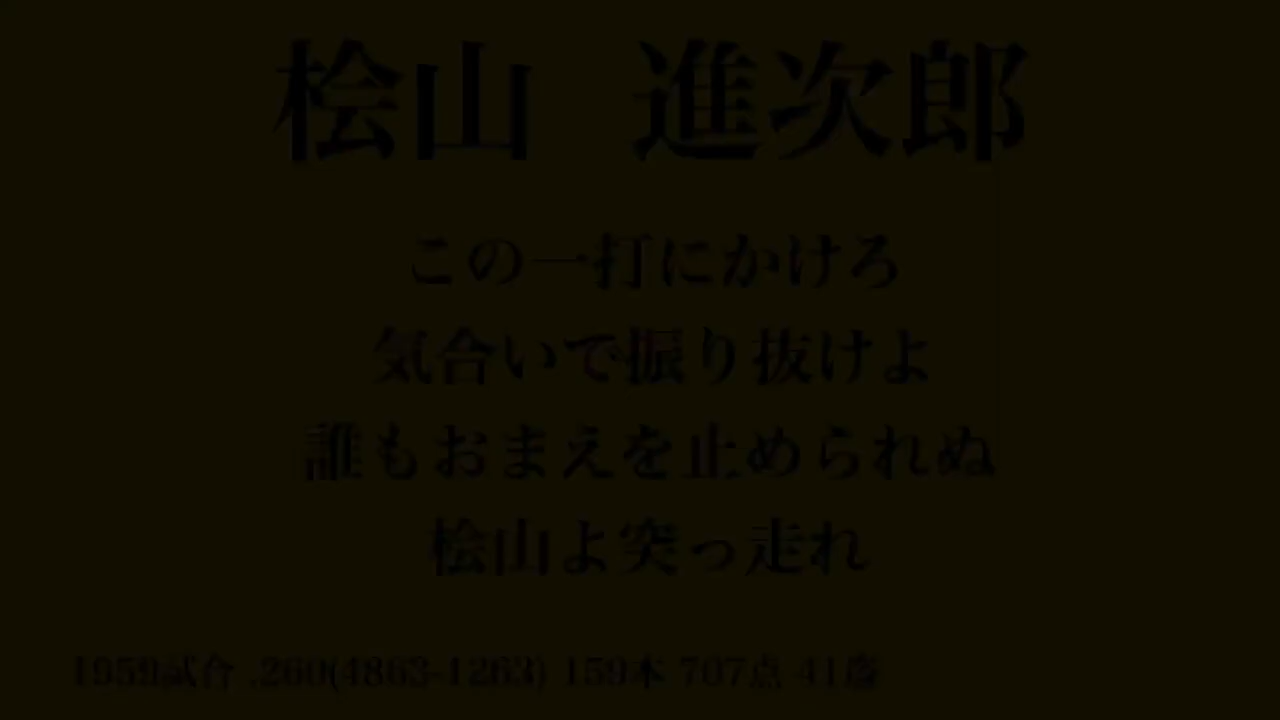 桧山 進次郎
この一打にかけろ
気合いで振り抜けよ
誰もおまえを止められぬ
桧山よ突っ走れ
1959試合 .260(4863-1263) 159本 707点 41盗